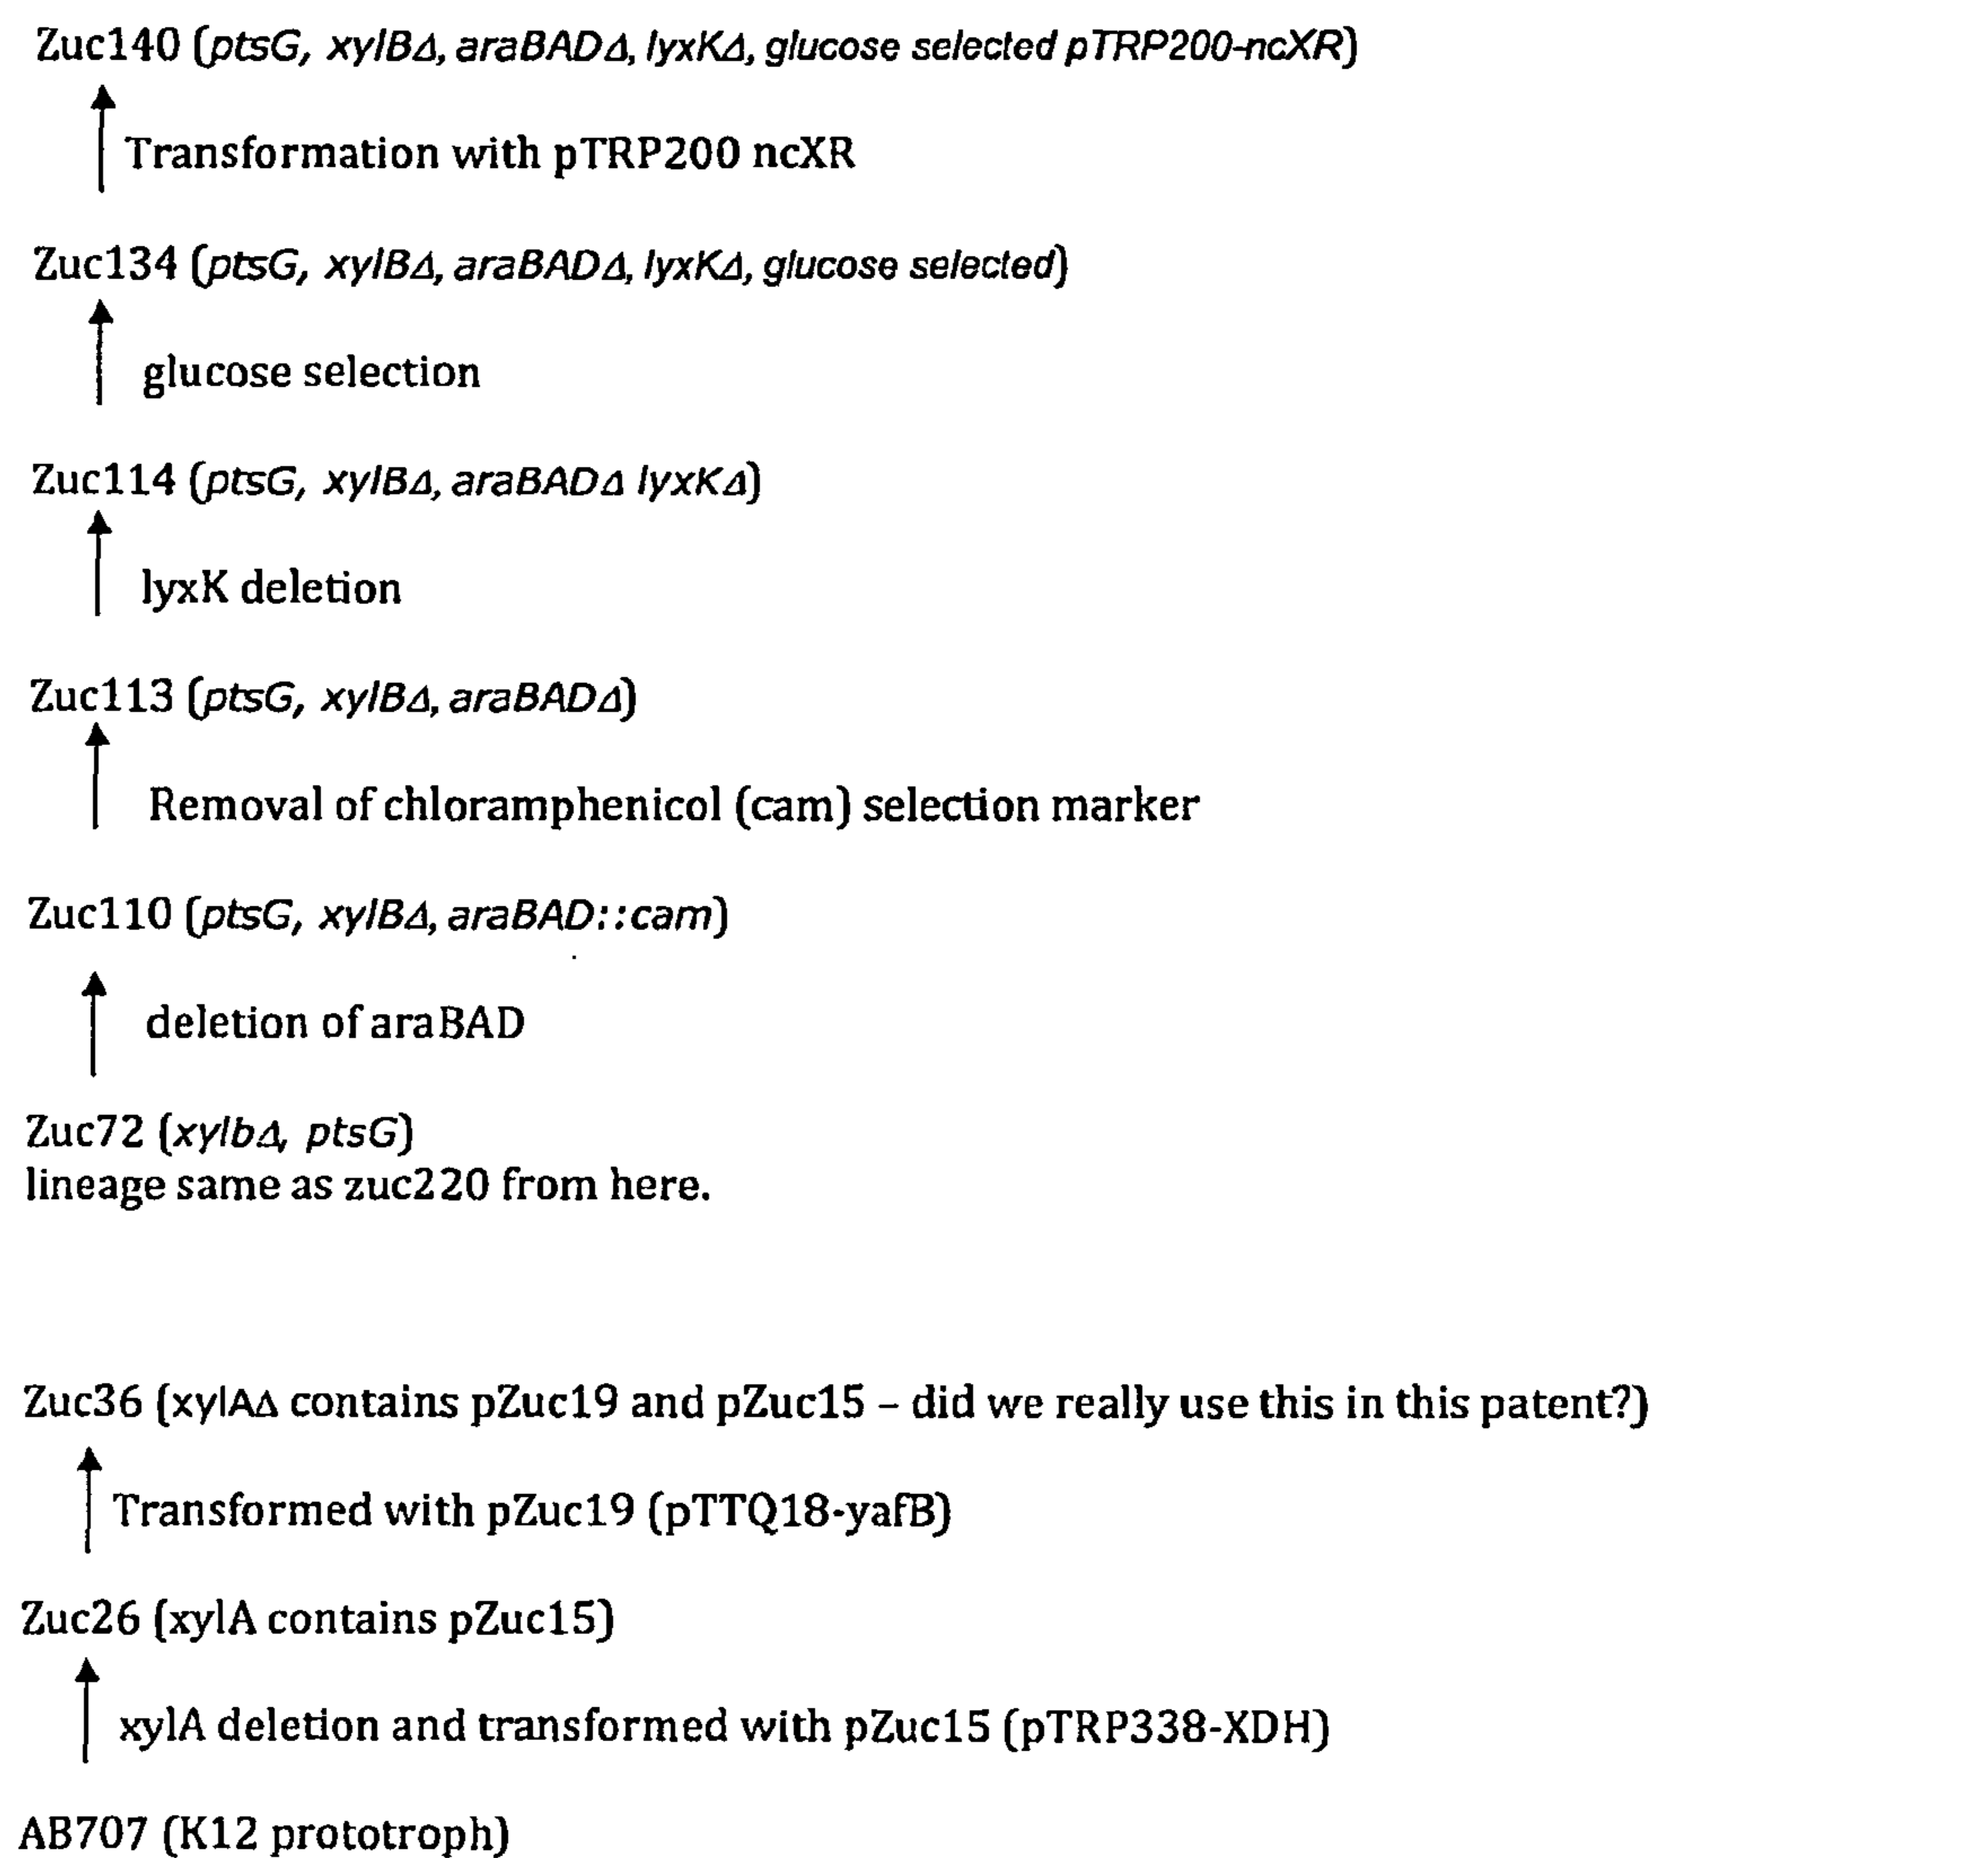 Zuc140 (ptsG, xylBΔ, araBADΔ, lyxKΔ, glucose selected pTRP200-ncXR)
Transformation with pTRP200 ncXR
Zuc134 (ptsG, xylBΔ, araBADΔ, lyxKΔ, glucose selected)
glucose selection
Zuc114 (ptsG, xylBΔ, araBADΔ lyxKΔ)
lyxK deletion
Zuc113 (ptsG, xylBΔ, araBADΔ)
Removal of chloramphenicol (cam) selection marker
Zuc110 (ptsG, xylBΔ, araBAD::cam)
deletion of araBAD
Zuc72 (xylbΔ, ptsG)
lineage same as zuc220 from here.
Zuc36 (xylAΔ contains pZuc19 and pZuc15 – did we really use this in this patent?)
Transformed with pZuc19 (pTTQ18-yafB)
Zuc26 (xylA contains pZuc15)
xylA deletion and transformed with pZuc15 (pTRP338-XDH)
AB707 (K12 prototroph)